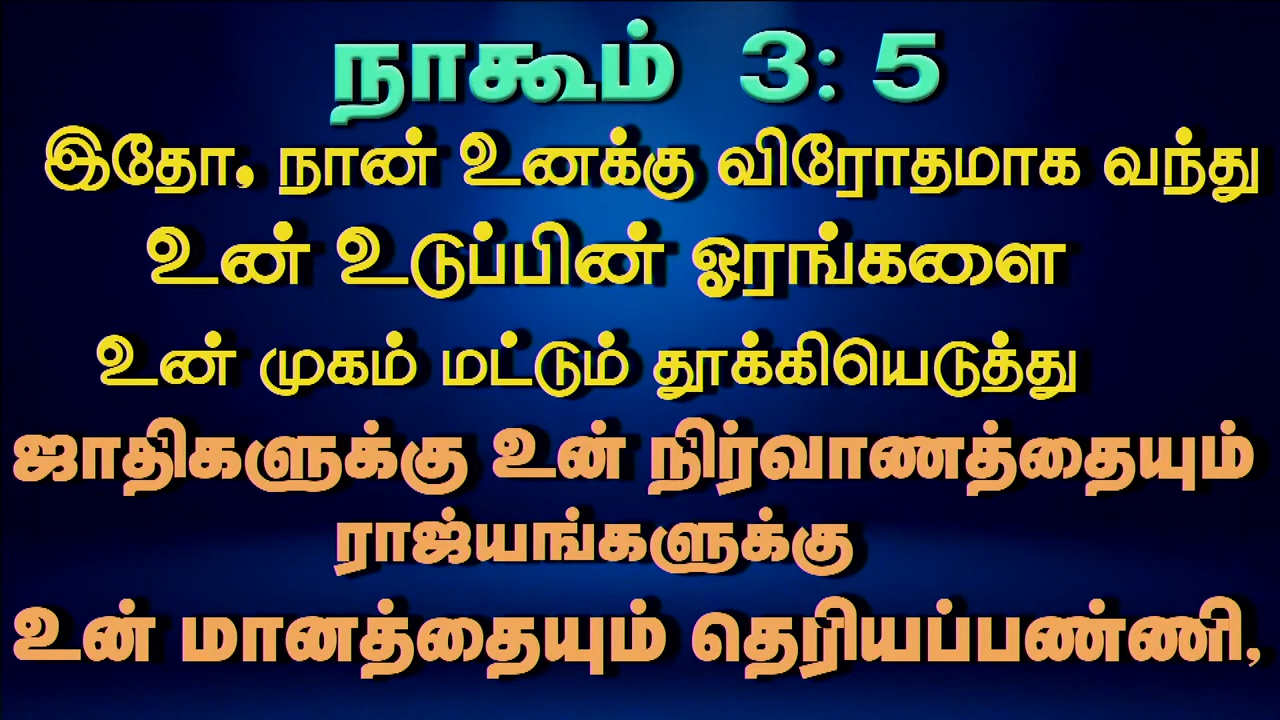 நாகூம் 3: 5
இதோ, நான் உனக்கு விரோதமாக வந்து
உன் உடுப்பின் ஓரங்களை
உன் முகம் மட்டும் தூக்கியெடுத்து
ஜாதிகளுக்கு உன் நிர்வாணத்தையும்
ராஜ்யங்களுக்கு
உன் மானத்தையும் தெரியப்பண்ணி,